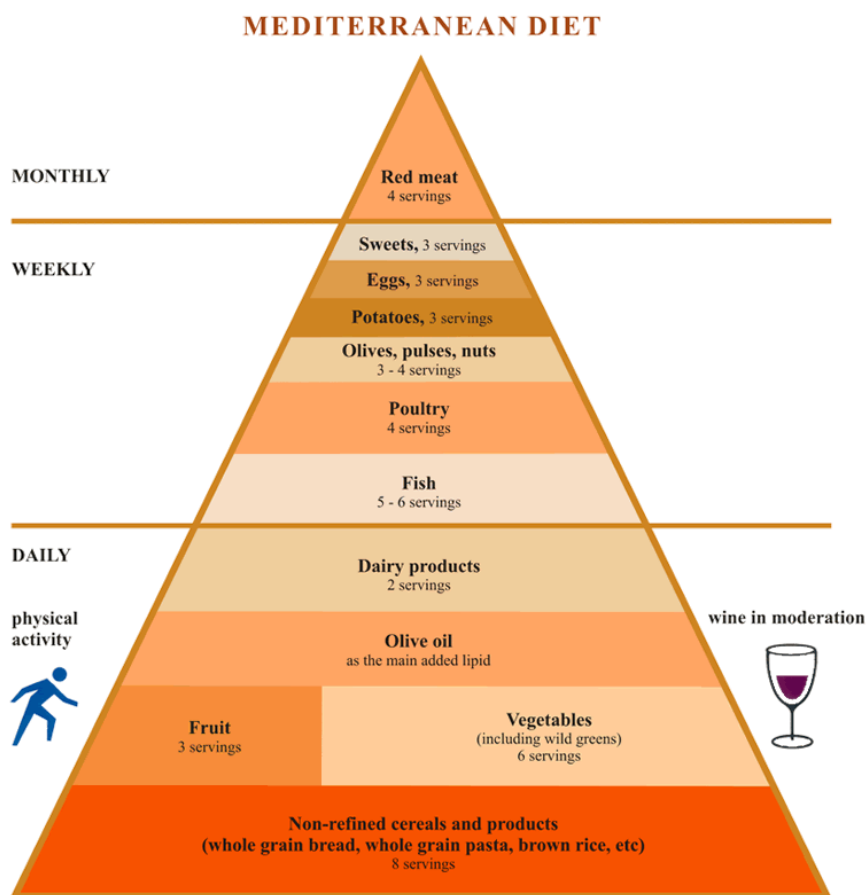 MEDITERRANEAN DIET
MONTHLY
Red meat
4 servings
WEEKLY
Sweets, 3 servings
Eggs, 3 servings
Potatoes, 3 servings
Olives, pulses, nuts
3 - 4 servings
Poultry
4 servings
Fish
5 - 6 servings
DAILY
Dairy products
2 servings
physical
activity
wine in moderation
Olive oil
as the main added lipid
Fruit
3 servings
Vegetables
(including wild greens)
6 servings
Non-refined cereals and products
(whole grain bread, whole grain pasta, brown rice, etc)
8 servings